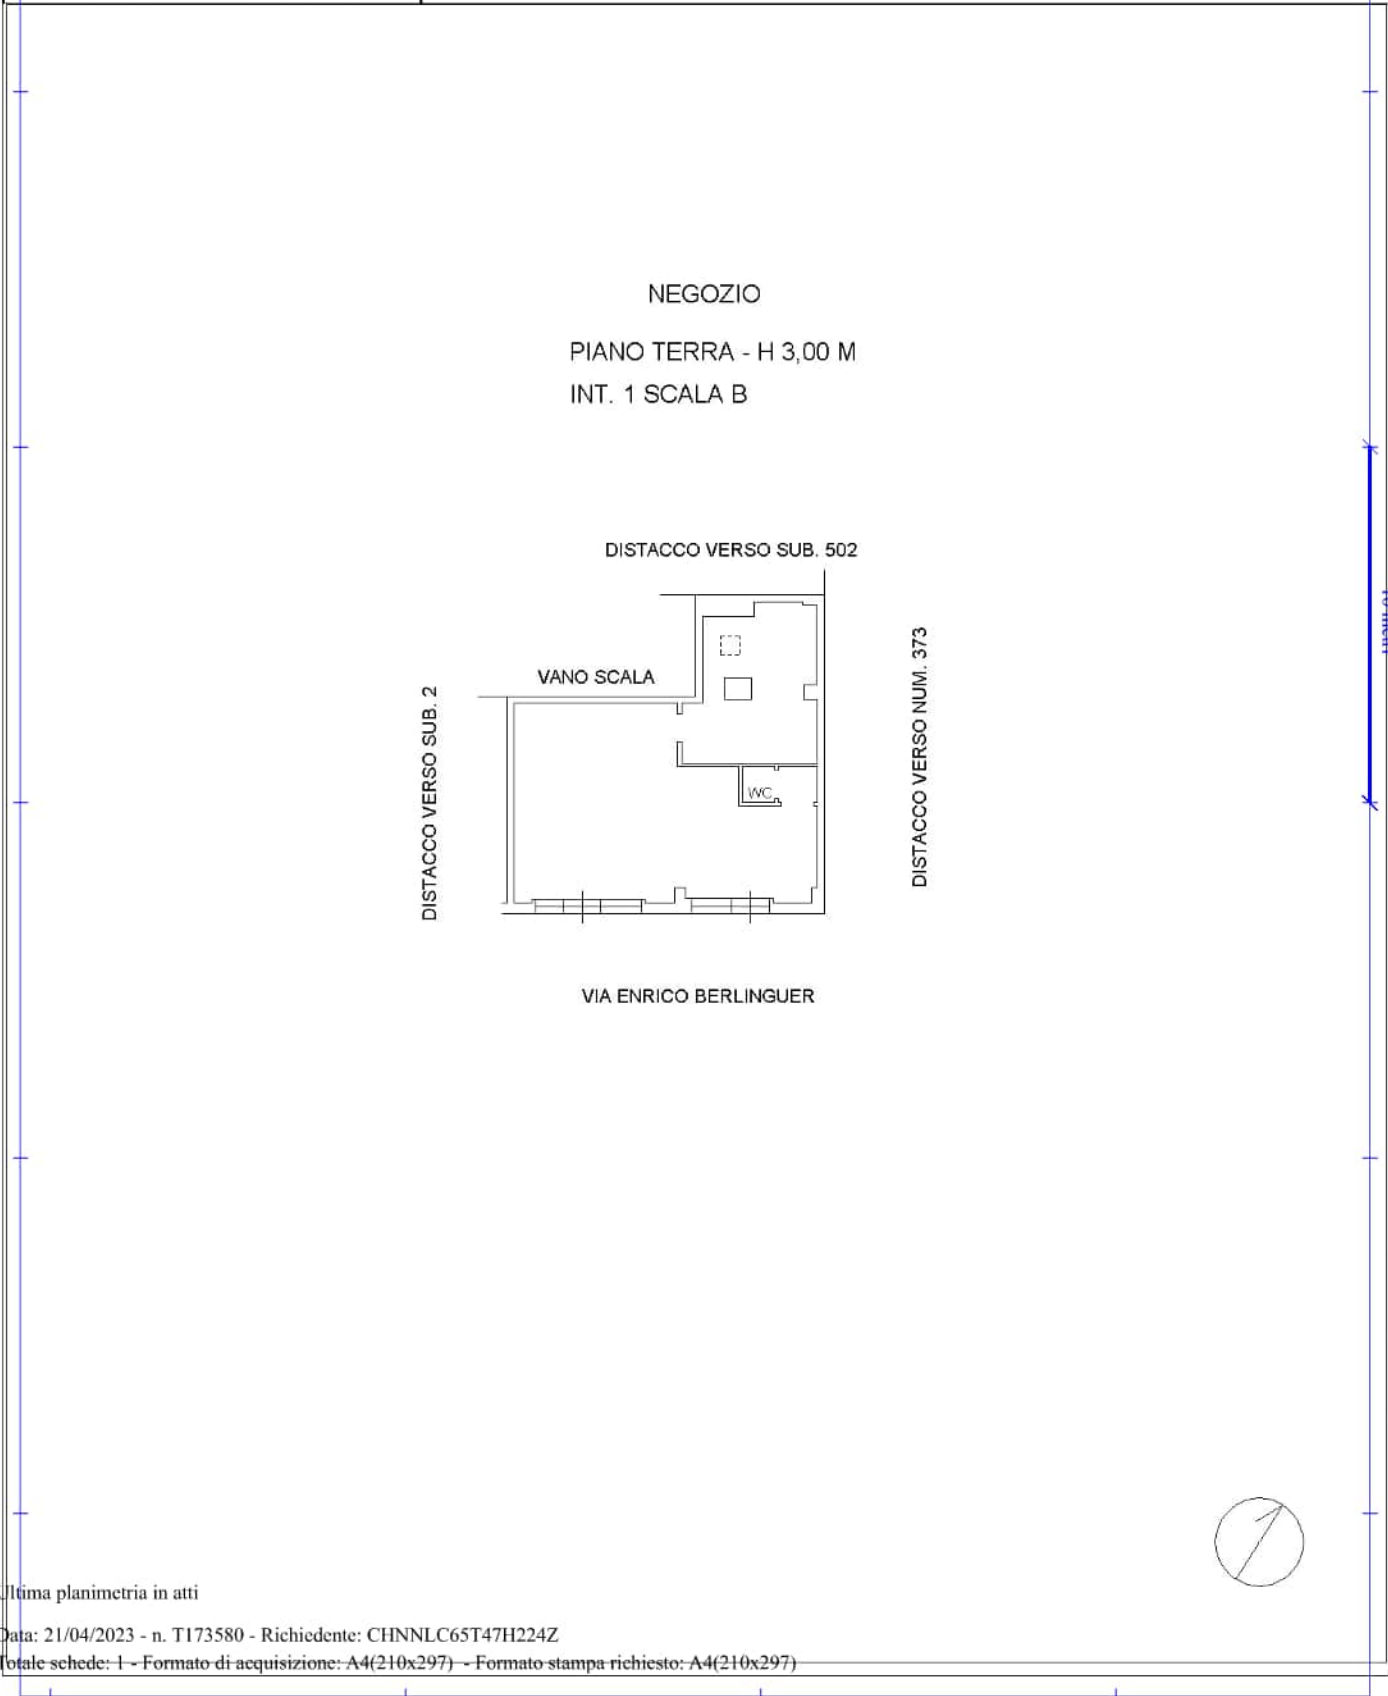 NEGOZIO
PIANO TERRA - H 3,00 M
INT. 1 SCALA B
DISTACCO VERSO SUB. 502
VANO SCALA
DISTACCO VERSO SUB. 2
DISTACCO VERSO NUM. 373
WC
VIA ENRICO BERLINGUER
Ultima planimetria in atti
Data: 21/04/2023 - n. T173580 - Richiedente: CHNNLC65T47H224Z
Totale schede: 1 - Formato di acquisizione: A4(210x297) - Formato stampa richiesto: A4(210x297)